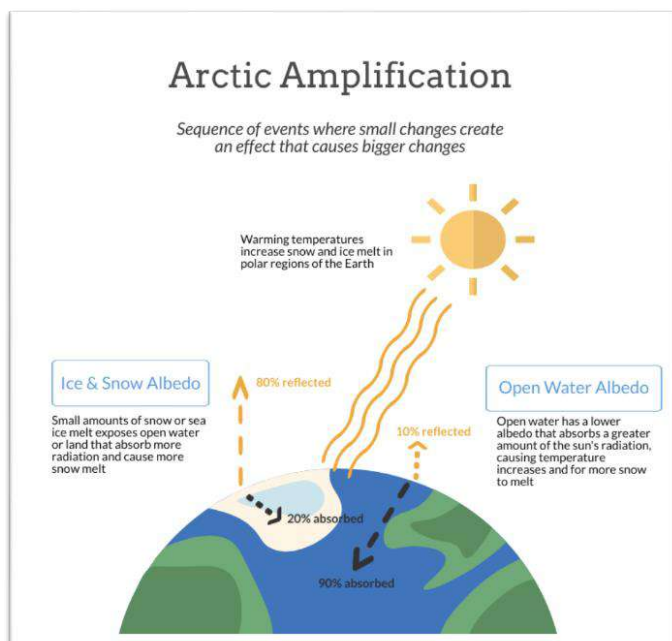 Arctic Amplification
Sequence of events where small changes create
an effect that causes bigger changes
Warming temperatures
increase snow and ice melt in
polar regions of the Earth
Ice & Snow Albedo
80% reflected
Small amounts of snow or sea
ice melt exposes open water
or land that absorb more
radiation and cause more
snow melt
20% absorbed
Open Water Albedo
10% reflected
Open water has a lower
albedo that absorbs a greater
amount of the sun's radiation,
causing temperature
increases and for more snow
to melt
90% absorbed